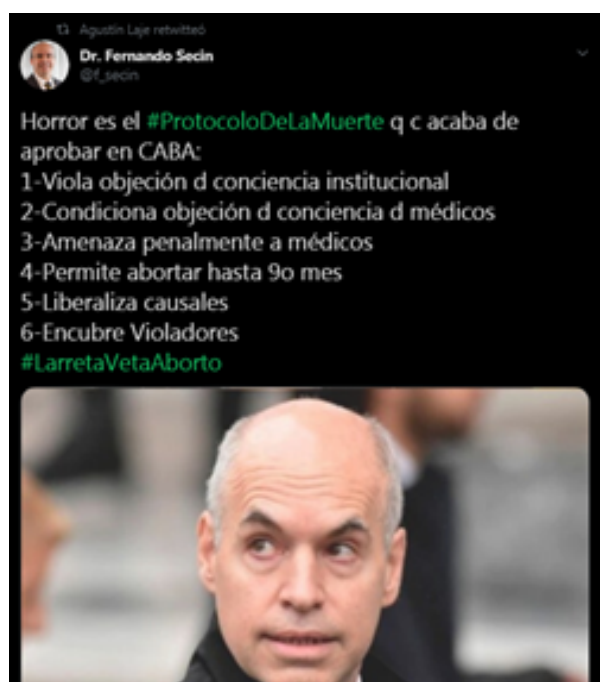 Agustín Laje retwitteó
Dr. Fernando Secin
@f_secin
Horror es el #ProtocoloDeLaMuerte q c acaba de
aprobar en CABA:
1-Viola objeción d conciencia institucional
2-Condiciona objeción d conciencia d médicos
3-Amenaza penalmente a médicos
4-Permite abortar hasta 9o mes
5-Liberaliza causales
6-Encubre Violadores
#LarretaVetaAborto